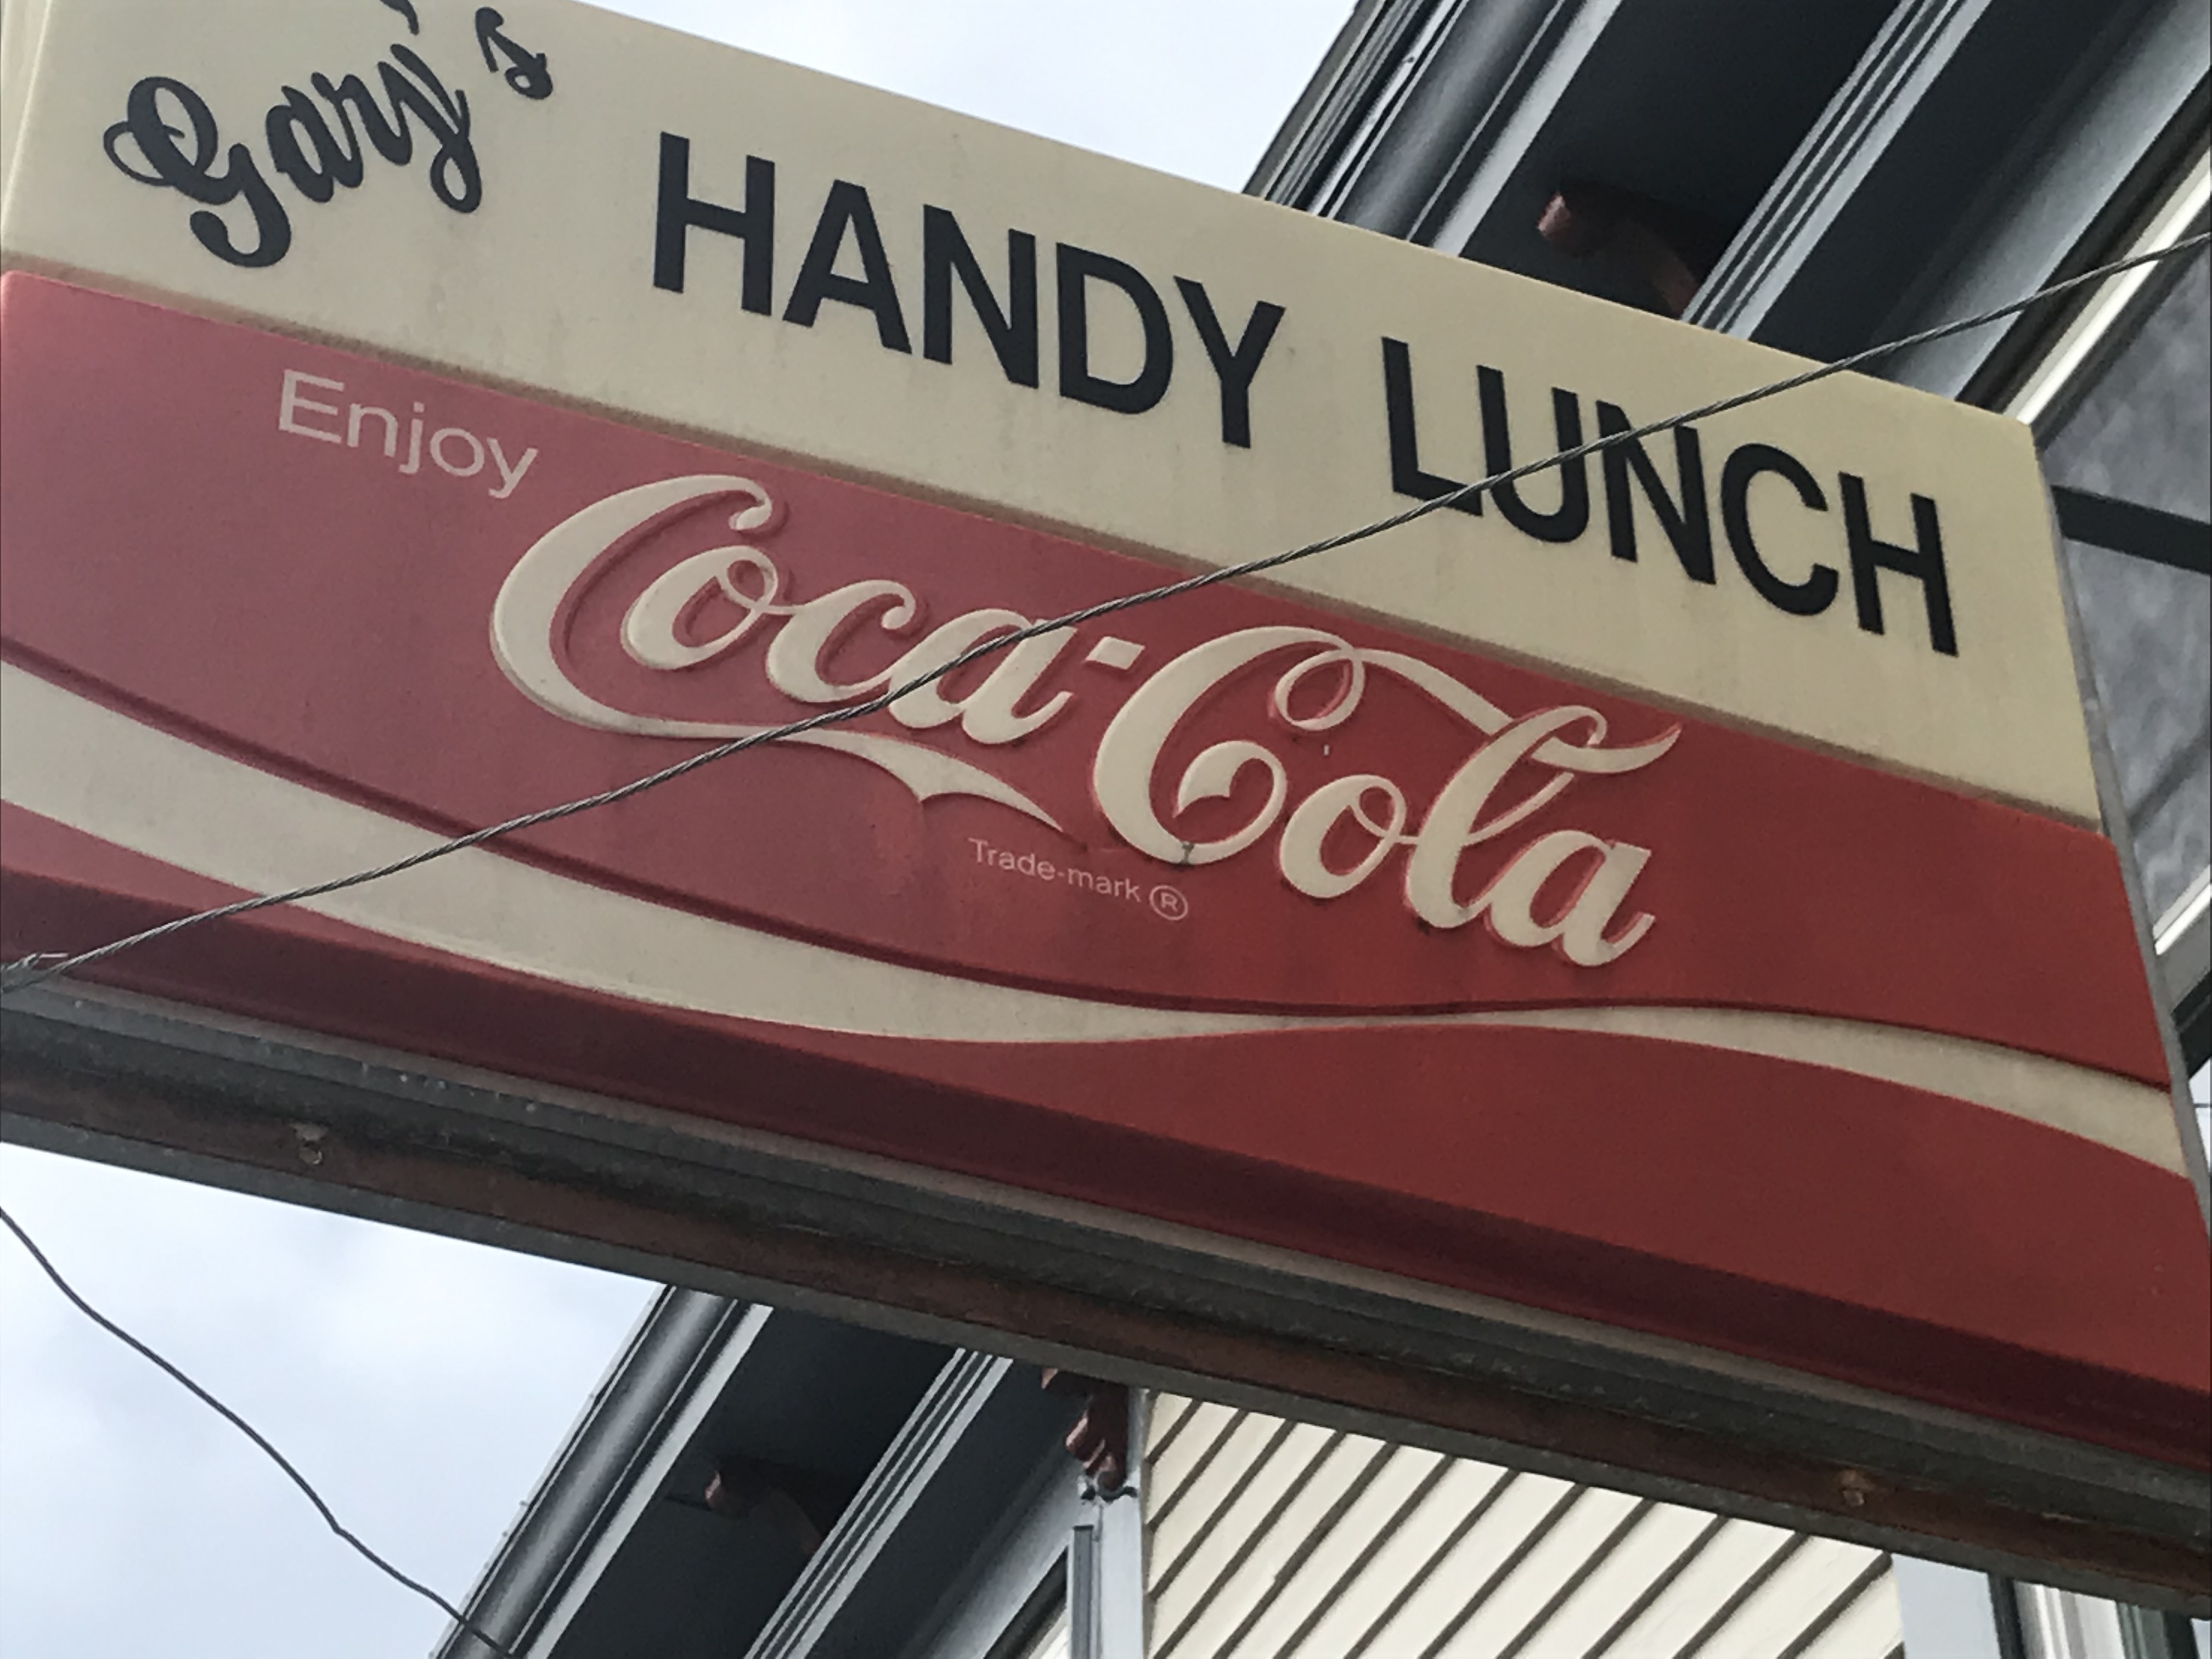 Gary's HANDY LUNCH
Enjoy
Coca-Cola
Trade-mark ®